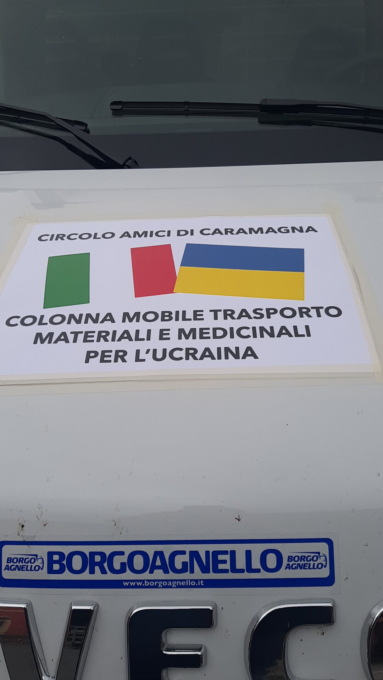 CIRCOLO AMICI DI CARAMAGNA
COLONNA MOBILE TRASPORTO
MATERIALI E MEDICINALI
PER L'UCRAINA
BORGO AGNELLO BORGOAGNELLO BORGO AGNELLO
www.borgoagnello.it
VECO